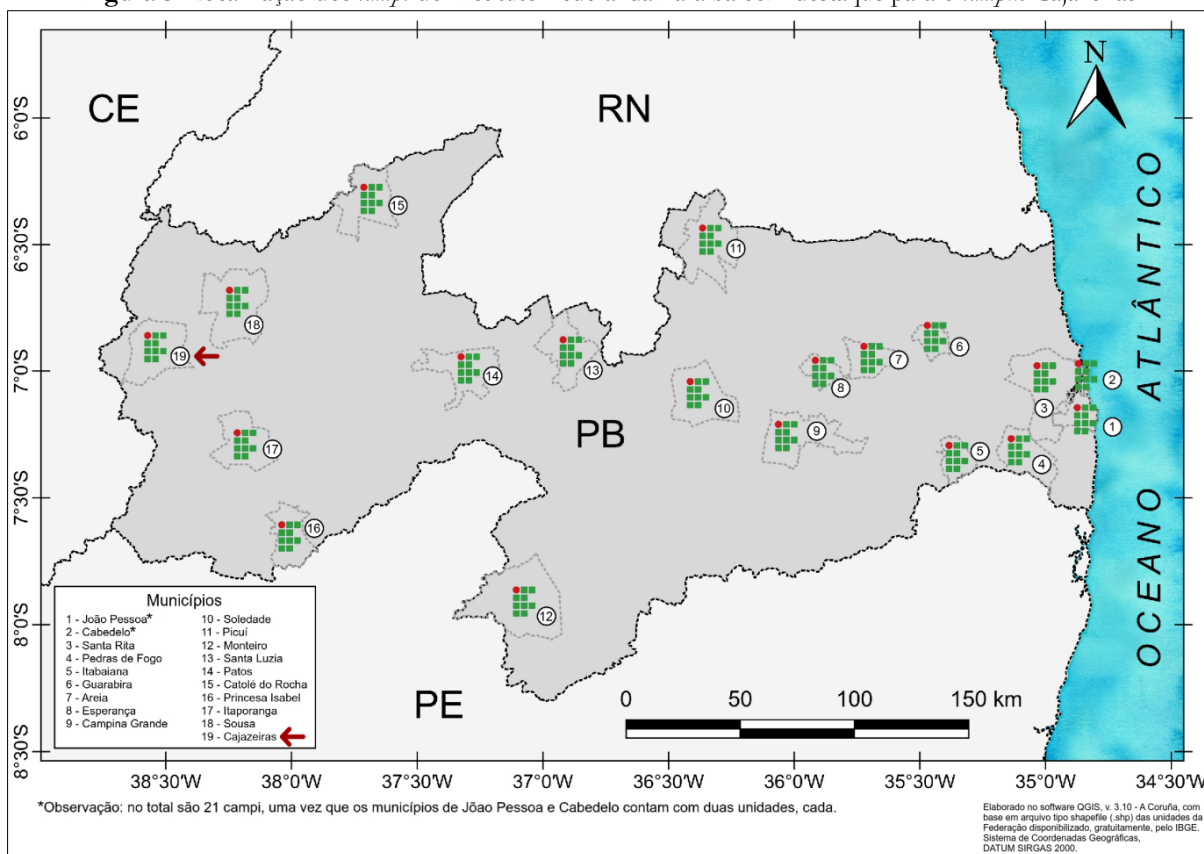 CE
RN
N
6°0'S
6°30'S
7°0'S
7°30'S
8°0'S
8°30'S
15
11
18
19
13
14
6
7
8
2
10
3
1
9
PB
5
4
17
16
12
PE
OCEANO ATLÂNTICO
Municípios
1 - João Pessoa*
2 - Cabedelo*
3 - Santa Rita
4 - Pedras de Fogo
5 - Itabaiana
6 - Guarabira
7 - Areia
8 - Esperança
9 - Campina Grande
10 - Soledade
11 - Picuí
12 - Monteiro
13 - Santa Luzia
14 - Patos
15 - Catolé do Rocha
16 - Princesa Isabel
17 - Itaporanga
18 - Sousa
19 - Cajazeiras
0 50 100 150 km
38°30'W 38°0'W 37°30'W 37°0'W 36°30'W 36°0'W 35°30'W 35°0'W 34°30'W
*Observação: no total são 21 campi, uma vez que os municípios de Jõao Pessoa e Cabedelo contam com duas unidades, cada.
Elaborado no software QGIS, v. 3.10 - A Coruña, com
base em arquivo tipo shapefile (.shp) das unidades da
Federação disponibilizado, gratuitamente, pelo IBGE.
Sistema de Coordenadas Geográficas,
DATUM SIRGAS 2000.